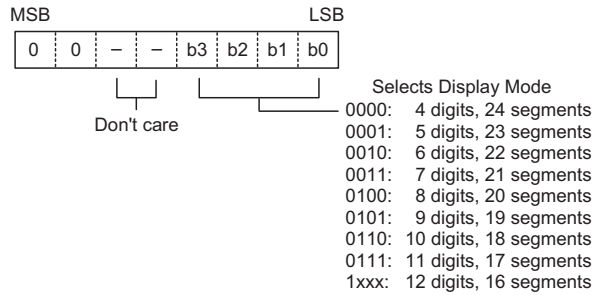 MSB LSB
0 0 – – b3 b2 b1 b0
Don't care
Selects Display Mode
0000: 4 digits, 24 segments
0001: 5 digits, 23 segments
0010: 6 digits, 22 segments
0011: 7 digits, 21 segments
0100: 8 digits, 20 segments
0101: 9 digits, 19 segments
0110: 10 digits, 18 segments
0111: 11 digits, 17 segments
1xxx: 12 digits, 16 segments